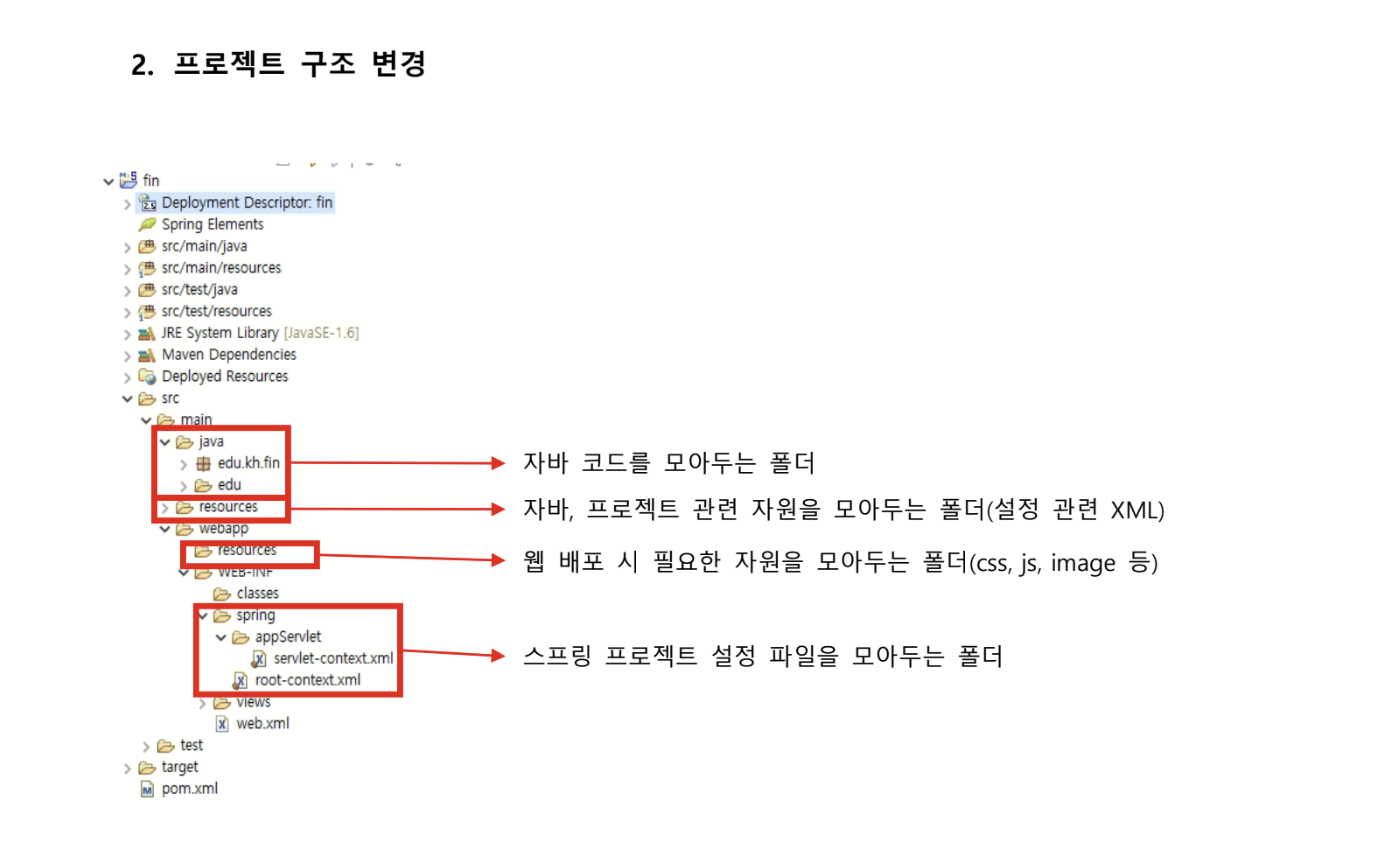 2. 프로젝트 구조 변경
fin
Deployment Descriptor: fin
Spring Elements
src/main/java
src/main/resources
src/test/java
src/test/resources
JRE System Library [JavaSE-1.6]
Maven Dependencies
Deployed Resources
src
main
java
edu.kh.fin 자바 코드를 모아두는 폴더
edu
resources 자바, 프로젝트 관련 자원을 모아두는 폴더(설정 관련 XML)
webapp
resources 웹 배포 시 필요한 자원을 모아두는 폴더(css, js, image 등)
WEB-INF
classes
spring
appServlet
servlet-context.xml 스프링 프로젝트 설정 파일을 모아두는 폴더
root-context.xml
views
web.xml
test
target
pom.xml